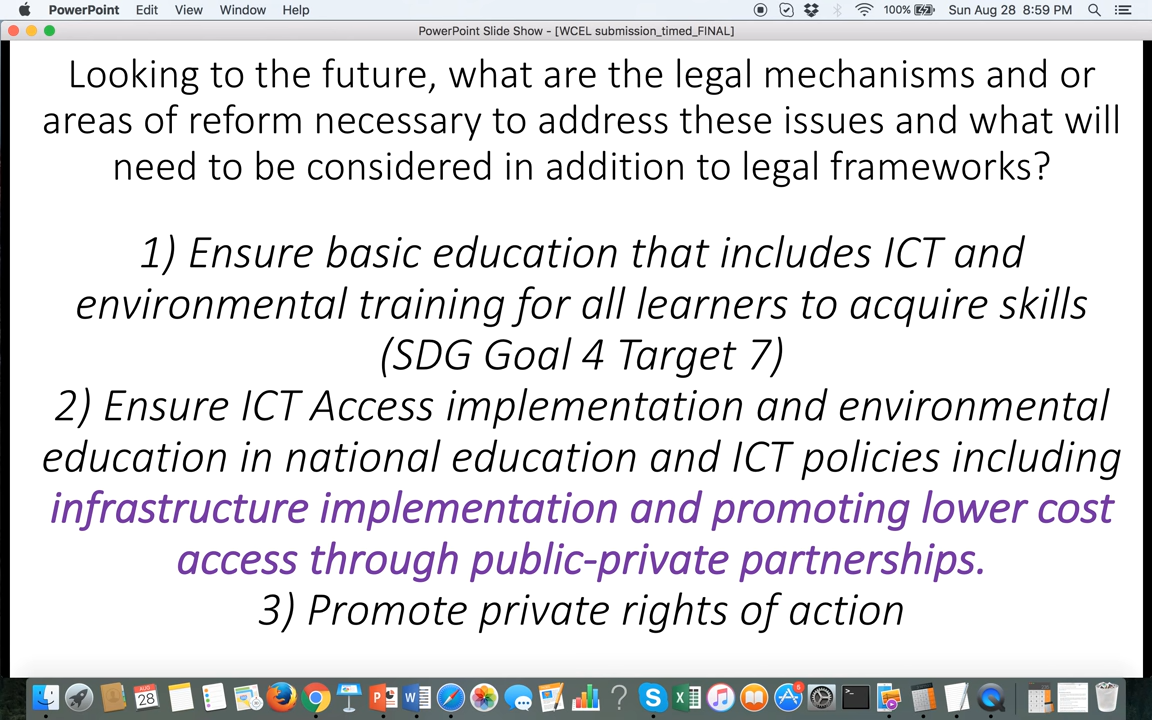 PowerPoint Edit View Window Help 100% Sun Aug 28 8:59 PM
PowerPoint Slide Show - [WCEL submission_timed_FINAL]
Looking to the future, what are the legal mechanisms and or
areas of reform necessary to address these issues and what will
need to be considered in addition to legal frameworks?
1) Ensure basic education that includes ICT and
environmental training for all learners to acquire skills
(SDG Goal 4 Target 7)
2) Ensure ICT Access implementation and environmental
education in national education and ICT policies including
infrastructure implementation and promoting lower cost
access through public-private partnerships.
3) Promote private rights of action